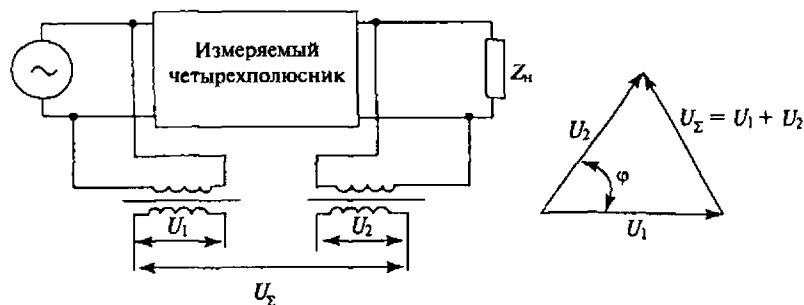 Измеряемый
четырехполюсник
Zн
U1
U2
UΣ
U2
UΣ = U1 + U2
φ
U1